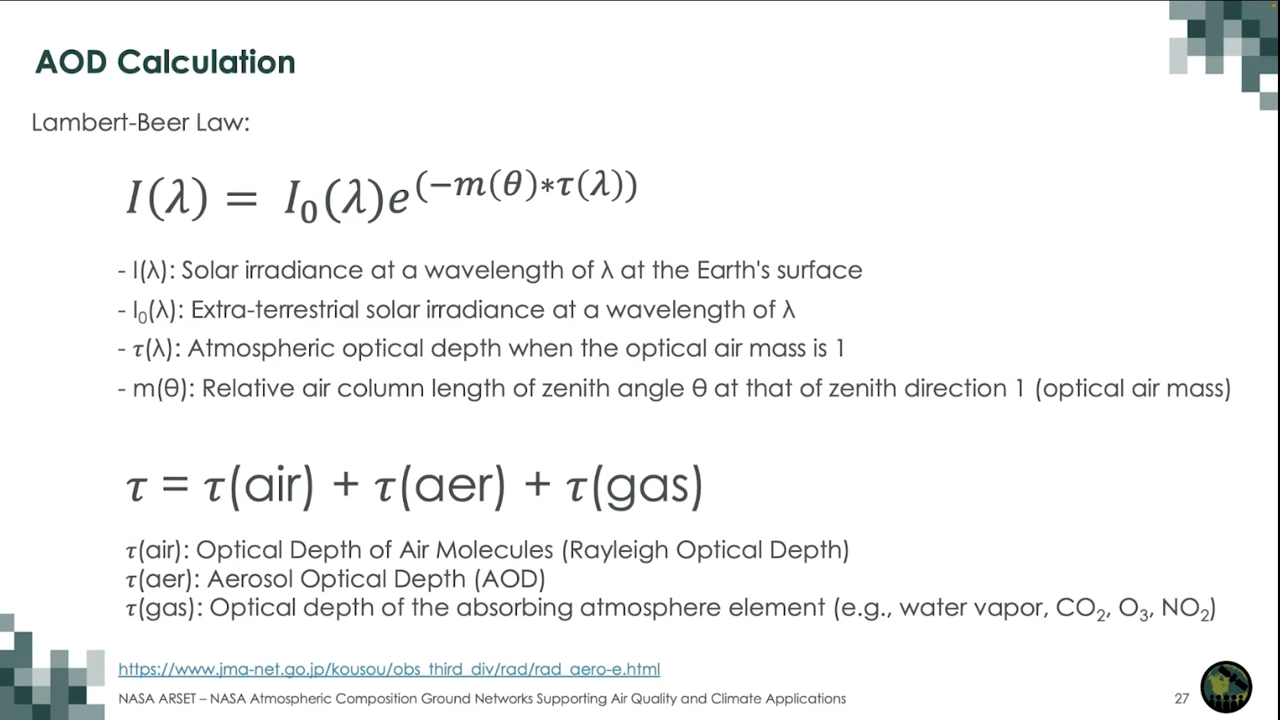 AOD Calculation
Lambert-Beer Law:
I(λ) = I₀(λ)e^(−m(θ)*τ(λ))
- I(λ): Solar irradiance at a wavelength of λ at the Earth's surface
- I₀(λ): Extra-terrestrial solar irradiance at a wavelength of λ
- τ(λ): Atmospheric optical depth when the optical air mass is 1
- m(θ): Relative air column length of zenith angle θ at that of zenith direction 1 (optical air mass)
τ = τ(air) + τ(aer) + τ(gas)
τ(air): Optical Depth of Air Molecules (Rayleigh Optical Depth)
τ(aer): Aerosol Optical Depth (AOD)
τ(gas): Optical depth of the absorbing atmosphere element (e.g., water vapor, CO₂, O₃, NO₂)
https://www.jma-net.go.jp/kousou/obs_third_div/rad/rad_aero-e.html
NASA ARSET – NASA Atmospheric Composition Ground Networks Supporting Air Quality and Climate Applications
27